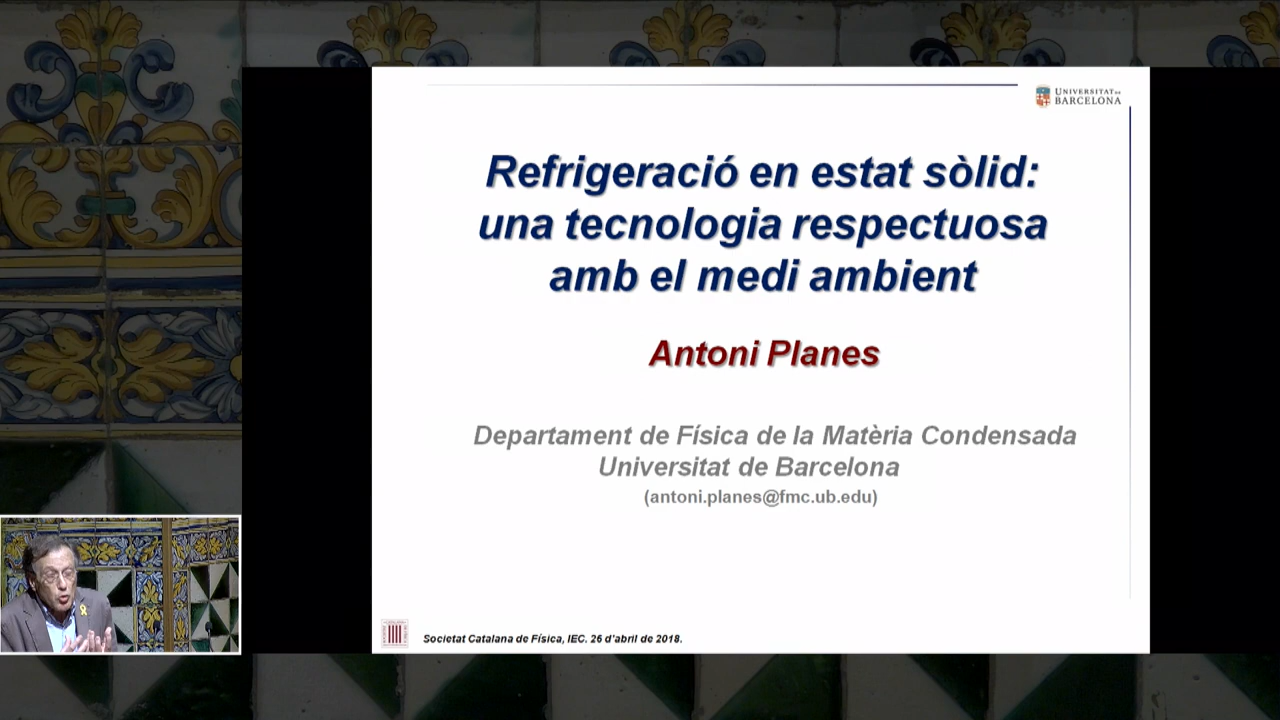 UNIVERSITAT DE
BARCELONA
Refrigeració en estat sòlid:
una tecnologia respectuosa
amb el medi ambient
Antoni Planes
Departament de Física de la Matèria Condensada
Universitat de Barcelona
(antoni.planes@fmc.ub.edu)
Societat Catalana de Física, IEC. 26 d'abril de 2018.